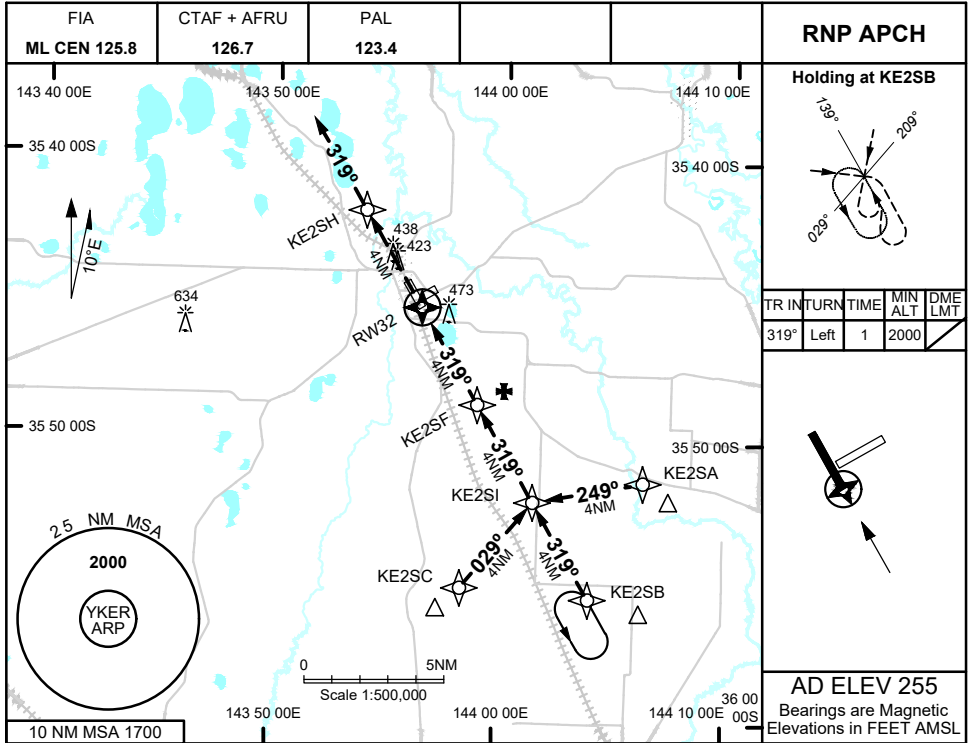 FIA
ML CEN 125.8
CTAF + AFRU
126.7
PAL
123.4
RNP APCH
143 40 00E
143 50 00E
144 00 00E
144 10 00E
35 40 00S
35 40 00S
319°
KE2SH
438
423
4NM
10°E
634
473
RW32
319°
4NM
KE2SF
35 50 00S
35 50 00S
319°
4NM
KE2SI
KE2SA
249°
4NM
029°
4NM
319°
4NM
KE2SC
KE2SB
25 NM MSA
2000
YKER
ARP
0 5NM
Scale 1:500,000
143 50 00E
144 00 00E
144 10 00E
36 00
00S
10 NM MSA 1700
Holding at KE2SB
139°
209°
029°
TR IN TURN TIME MIN ALT DME LMT
319° Left 1 2000
AD ELEV 255
Bearings are Magnetic
Elevations in FEET AMSL